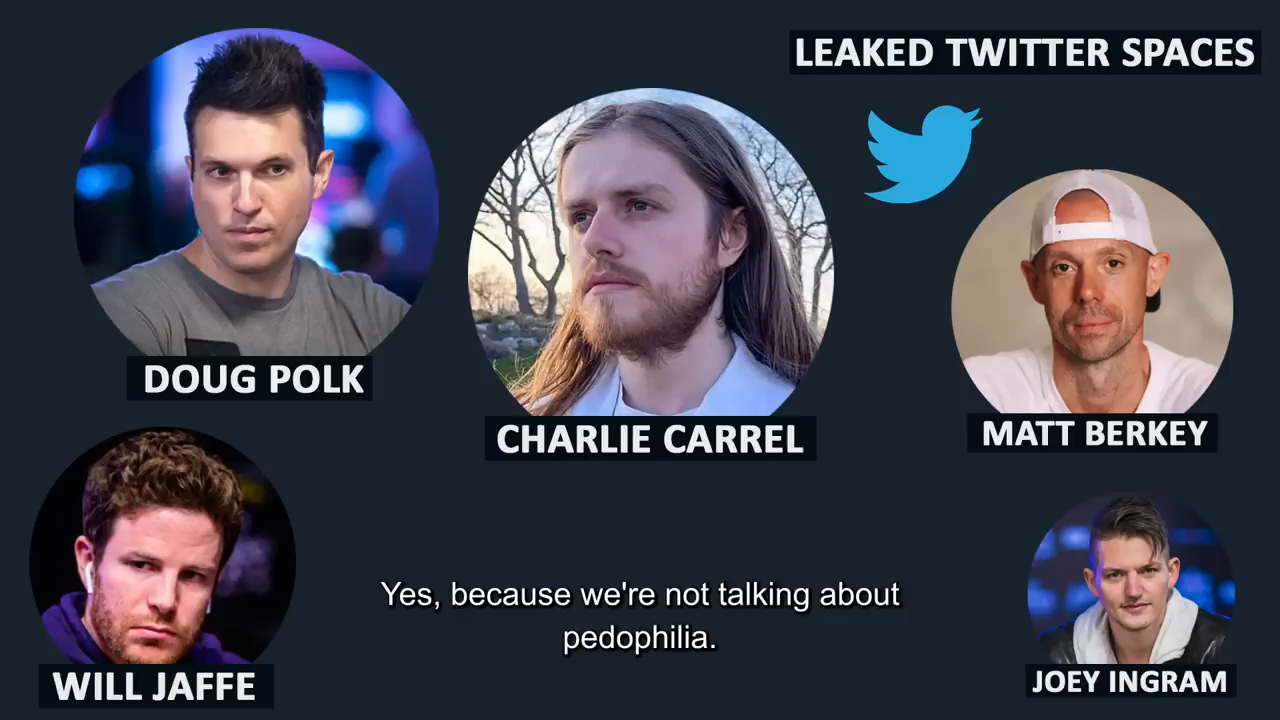 LEAKED TWITTER SPACES
DOUG POLK
CHARLIE CARREL
MATT BERKEY
Yes, because we're not talking about
pedophilia.
WILL JAFFE
JOEY INGRAM